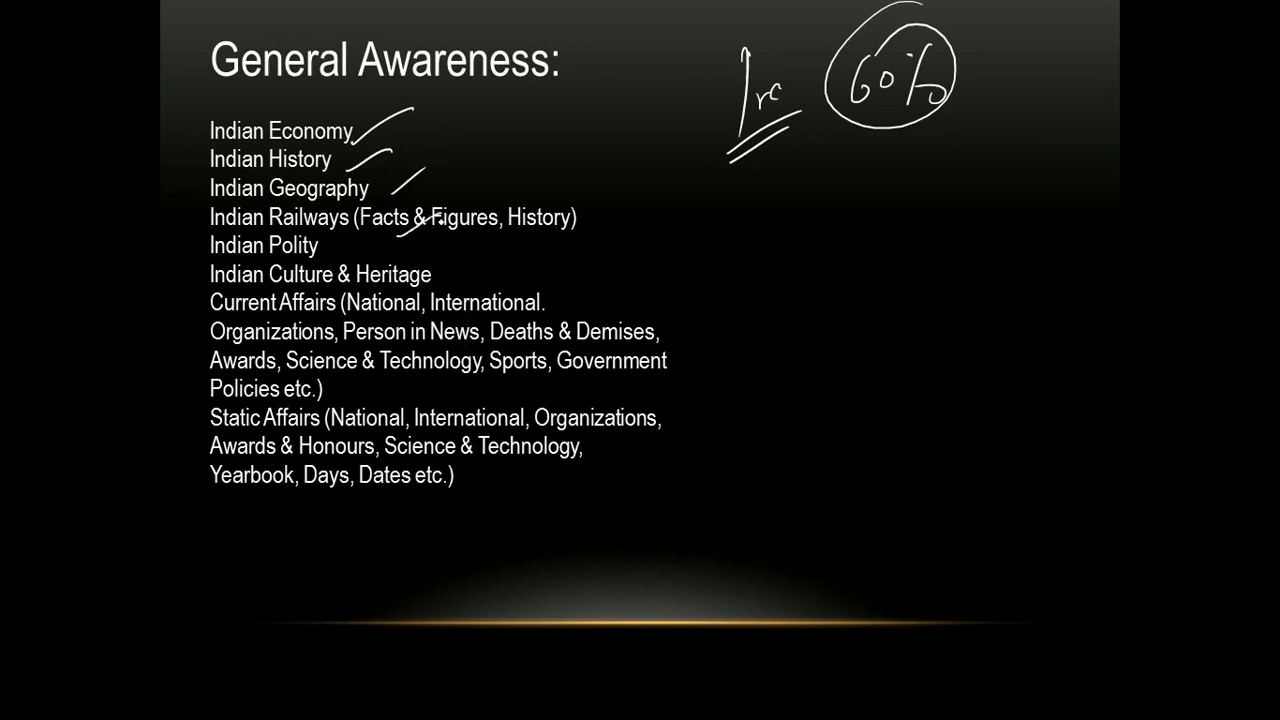 General Awareness:
60%
Indian Economy
Indian History
Indian Geography
Indian Railways (Facts & Figures, History)
Indian Polity
Indian Culture & Heritage
Current Affairs (National, International.
Organizations, Person in News, Deaths & Demises,
Awards, Science & Technology, Sports, Government
Policies etc.)
Static Affairs (National, International, Organizations,
Awards & Honours, Science & Technology,
Yearbook, Days, Dates etc.)